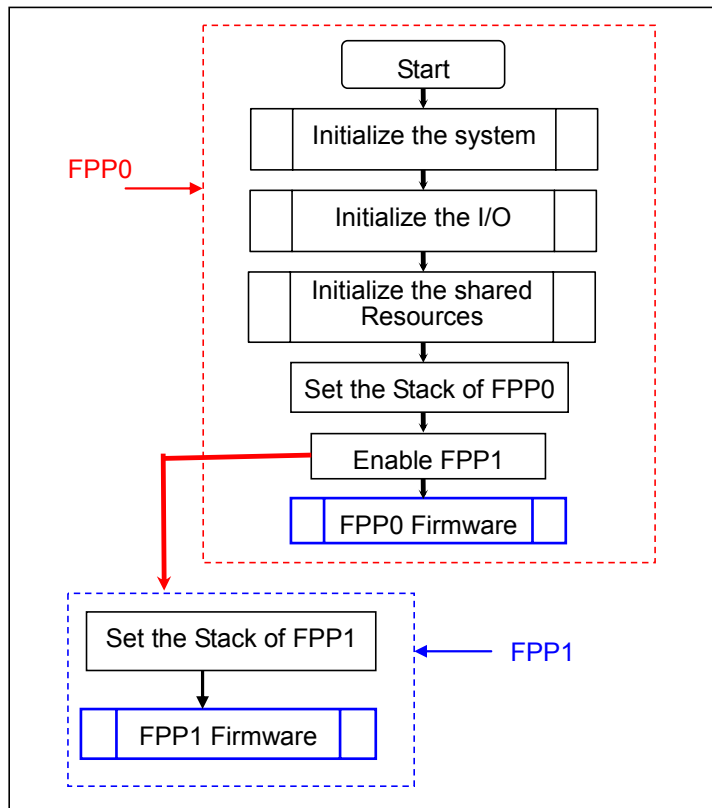 Start
Initialize the system
FPP0
Initialize the I/O
Initialize the shared
Resources
Set the Stack of FPP0
Enable FPP1
FPP0 Firmware
Set the Stack of FPP1
FPP1
FPP1 Firmware